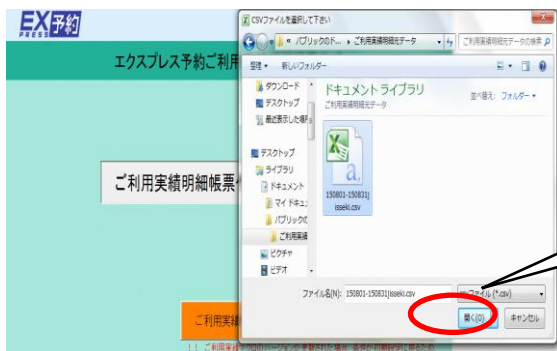 EX予約
PRESS
エクスプレス予約ご利用
ご利用実績明細帳票
ご利用実績
CSVファイルを選択して下さい
« パブリックのド... ▸ ご利用実績明細元データ
ご利用実績明細元データの検索
整理
新しいフォルダー
ダウンロード
デスクトップ
最近表示した場所
デスクトップ
ライブラリ
ドキュメント
マイ ドキュ
パブリックの
ご利用実績
ピクチャ
ビデオ
ドキュメント ライブラリ
ご利用実績明細元データ
並べ替え: フォルダー
150801-150831j
isseki.csv
ファイル名(N): 150801-150831jisseki.csv
ファイル (*.csv)
開く(O)
キャンセル